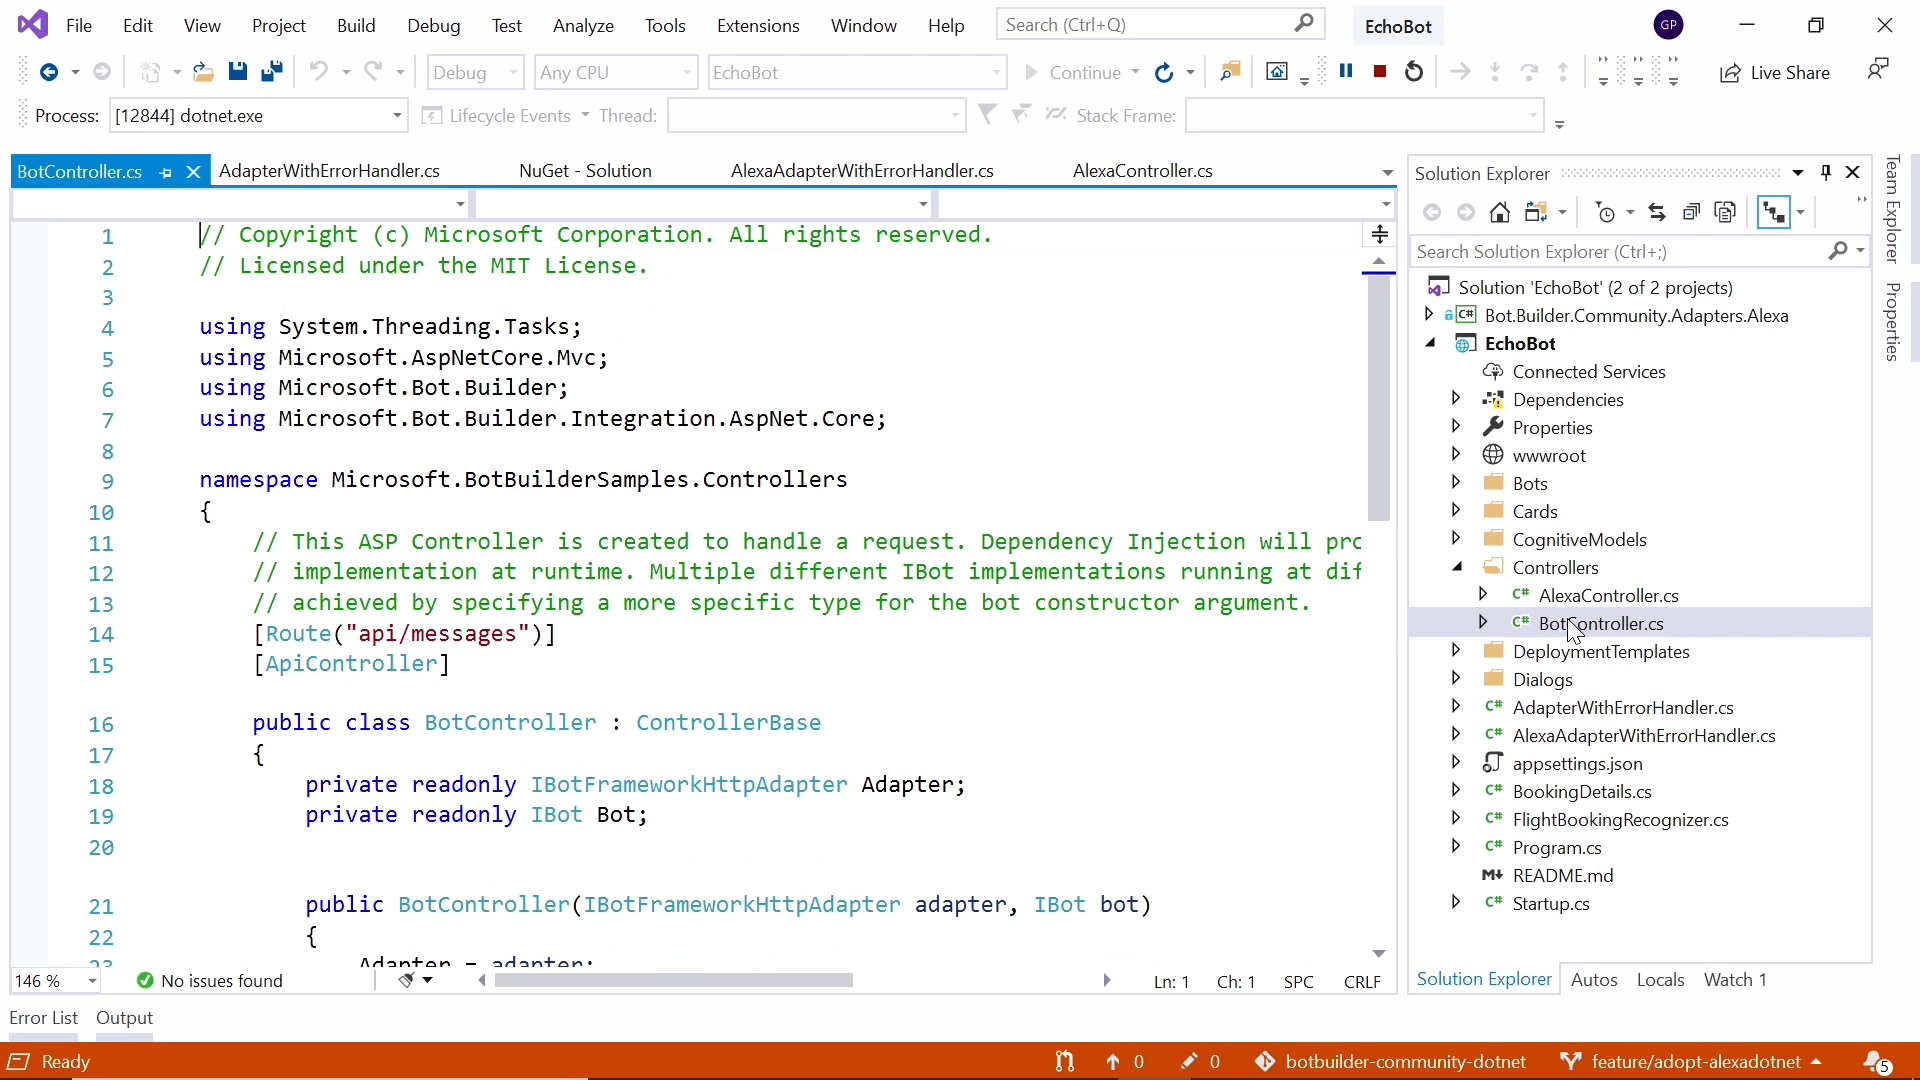 File Edit View Project Build Debug Test Analyze Tools Extensions Window Help Search (Ctrl+Q) EchoBot GP
Debug Any CPU EchoBot Continue Live Share
Process: [12844] dotnet.exe Lifecycle Events Thread: Stack Frame:
BotController.cs AdapterWithErrorHandler.cs NuGet - Solution AlexaAdapterWithErrorHandler.cs AlexaController.cs
1 // Copyright (c) Microsoft Corporation. All rights reserved.
2 // Licensed under the MIT License.
3
4 using System.Threading.Tasks;
5 using Microsoft.AspNetCore.Mvc;
6 using Microsoft.Bot.Builder;
7 using Microsoft.Bot.Builder.Integration.AspNet.Core;
8
9 namespace Microsoft.BotBuilderSamples.Controllers
10 {
11 // This ASP Controller is created to handle a request. Dependency Injection will pro
12 // implementation at runtime. Multiple different IBot implementations running at dif
13 // achieved by specifying a more specific type for the bot constructor argument.
14 [Route("api/messages")]
15 [ApiController]
16 public class BotController : ControllerBase
17 {
18 private readonly IBotFrameworkHttpAdapter Adapter;
19 private readonly IBot Bot;
20
21 public BotController(IBotFrameworkHttpAdapter adapter, IBot bot)
22 {
23 Adapter = adapter;
146 % No issues found Ln: 1 Ch: 1 SPC CRLF
Solution Explorer
Search Solution Explorer (Ctrl+;)
Solution 'EchoBot' (2 of 2 projects)
C# Bot.Builder.Community.Adapters.Alexa
EchoBot
Connected Services
Dependencies
Properties
wwwroot
Bots
Cards
CognitiveModels
Controllers
C# AlexaController.cs
C# BotController.cs
DeploymentTemplates
Dialogs
C# AdapterWithErrorHandler.cs
C# AlexaAdapterWithErrorHandler.cs
appsettings.json
C# BookingDetails.cs
C# FlightBookingRecognizer.cs
C# Program.cs
M README.md
C# Startup.cs
Solution Explorer Autos Locals Watch 1
Team Explorer
Properties
Error List Output
Ready 0 0 botbuilder-community-dotnet feature/adopt-alexadotnet 5